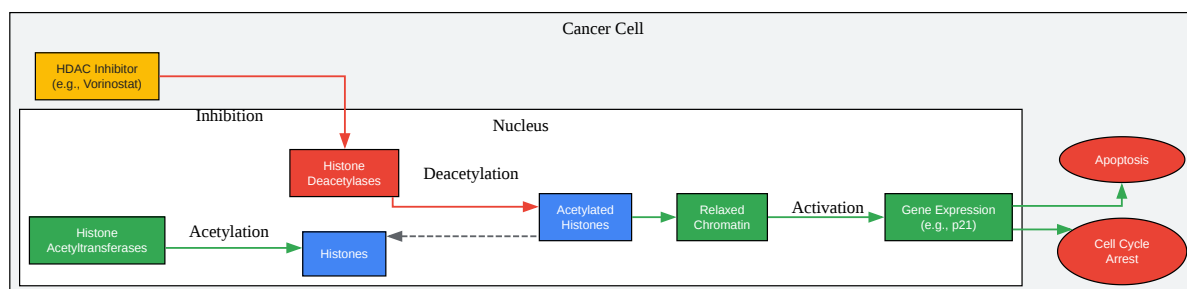 Cancer Cell
HDAC Inhibitor
(e.g., Vorinostat)
Inhibition
Nucleus
Histone
Deacetylases
Deacetylation
Apoptosis
Acetylated
Histones
Relaxed
Chromatin
Activation
Gene Expression
(e.g., p21)
Histone
Acetyltransferases
Acetylation
Histones
Cell Cycle
Arrest